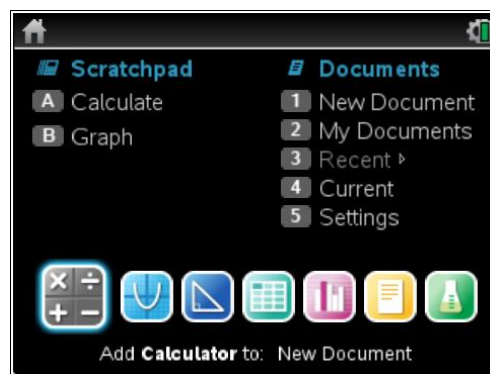 Scratchpad
A Calculate
B Graph
Documents
1 New Document
2 My Documents
3 Recent ▹
4 Current
5 Settings
× ÷
+ −
Add Calculator to: New Document